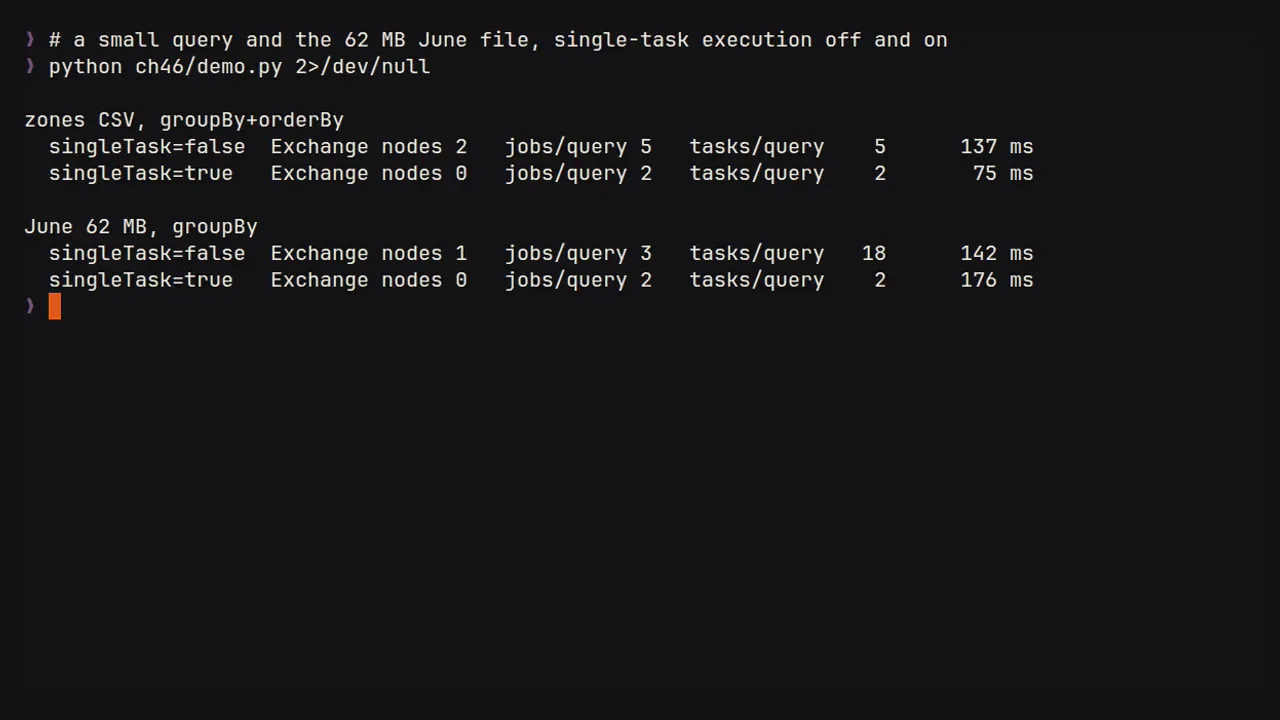 ❯ # a small query and the 62 MB June file, single-task execution off and on
❯ python ch46/demo.py 2>/dev/null
zones CSV, groupBy+orderBy
singleTask=false  Exchange nodes 2   jobs/query 5   tasks/query    5      137 ms
singleTask=true   Exchange nodes 0   jobs/query 2   tasks/query    2       75 ms
June 62 MB, groupBy
singleTask=false  Exchange nodes 1   jobs/query 3   tasks/query   18      142 ms
singleTask=true   Exchange nodes 0   jobs/query 2   tasks/query    2      176 ms
❯